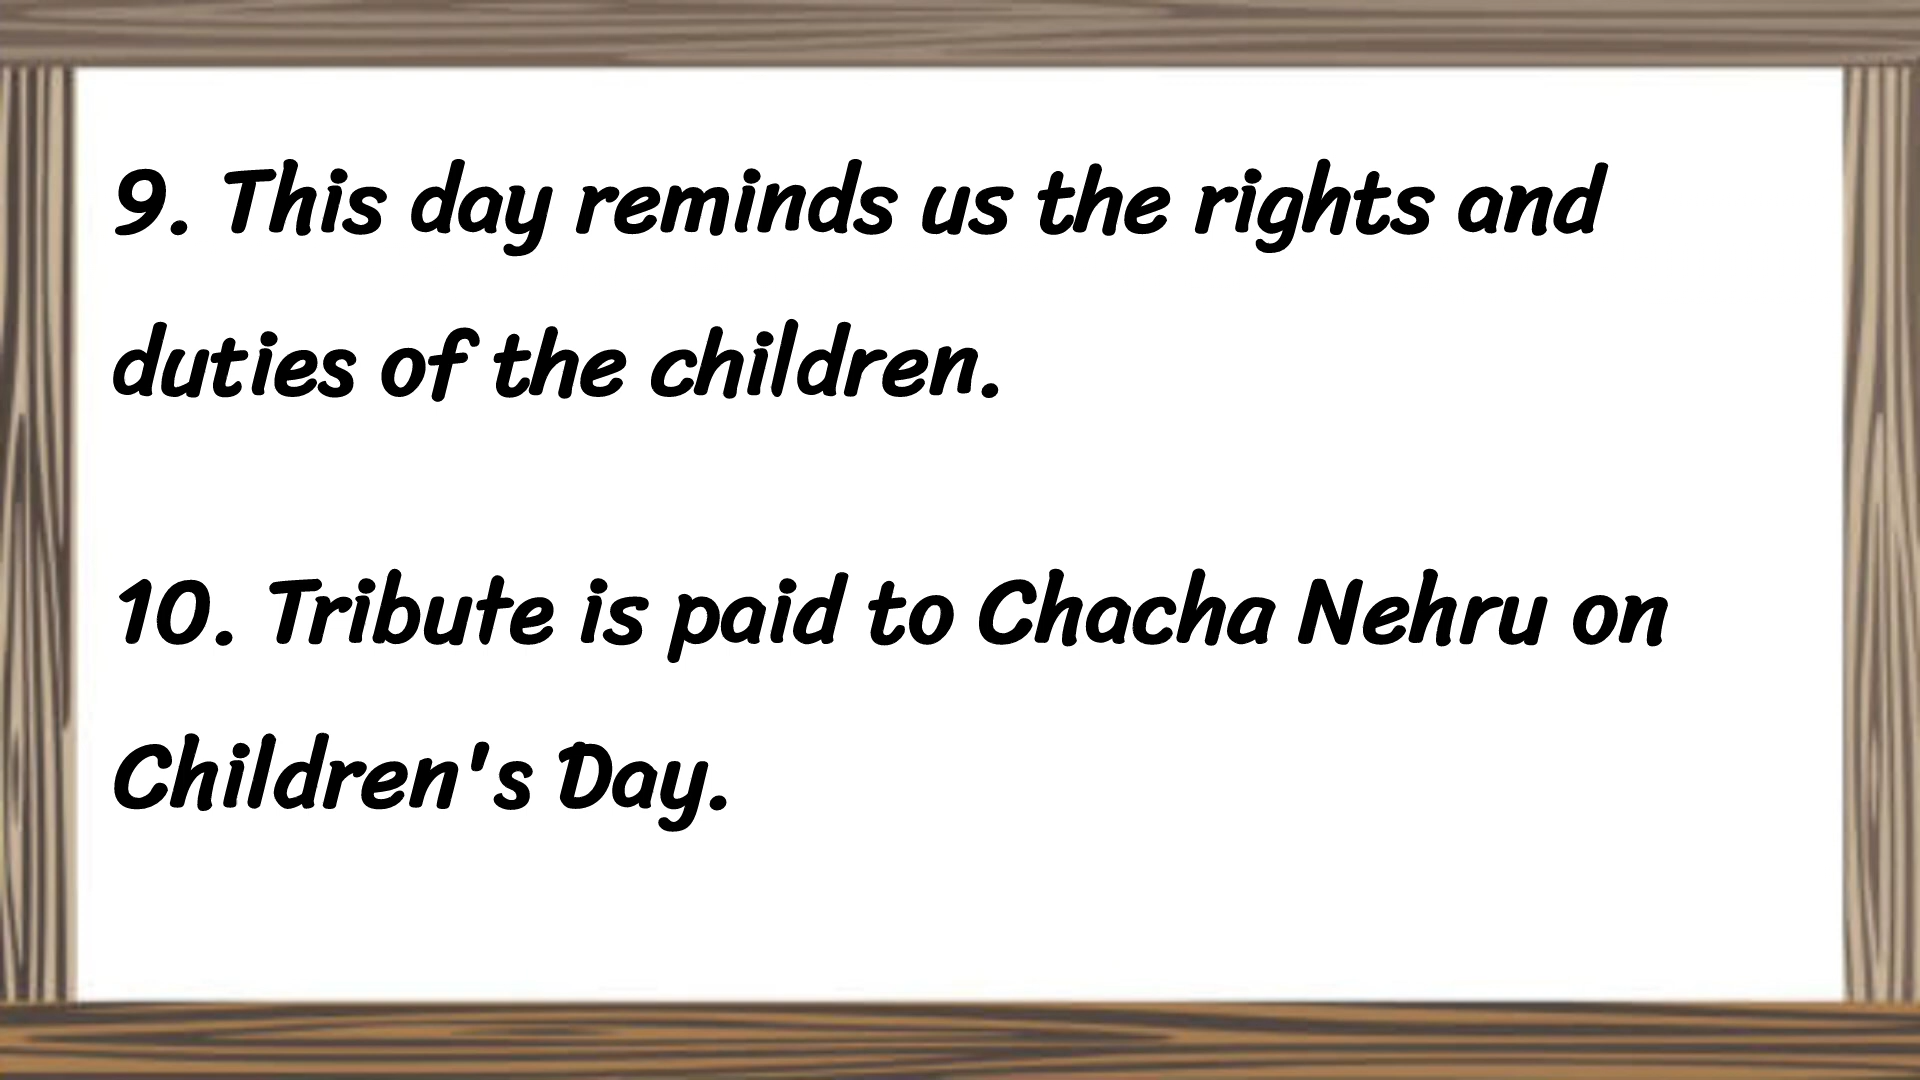 9. This day reminds us the rights and
duties of the children.
10. Tribute is paid to Chacha Nehru on
Children's Day.